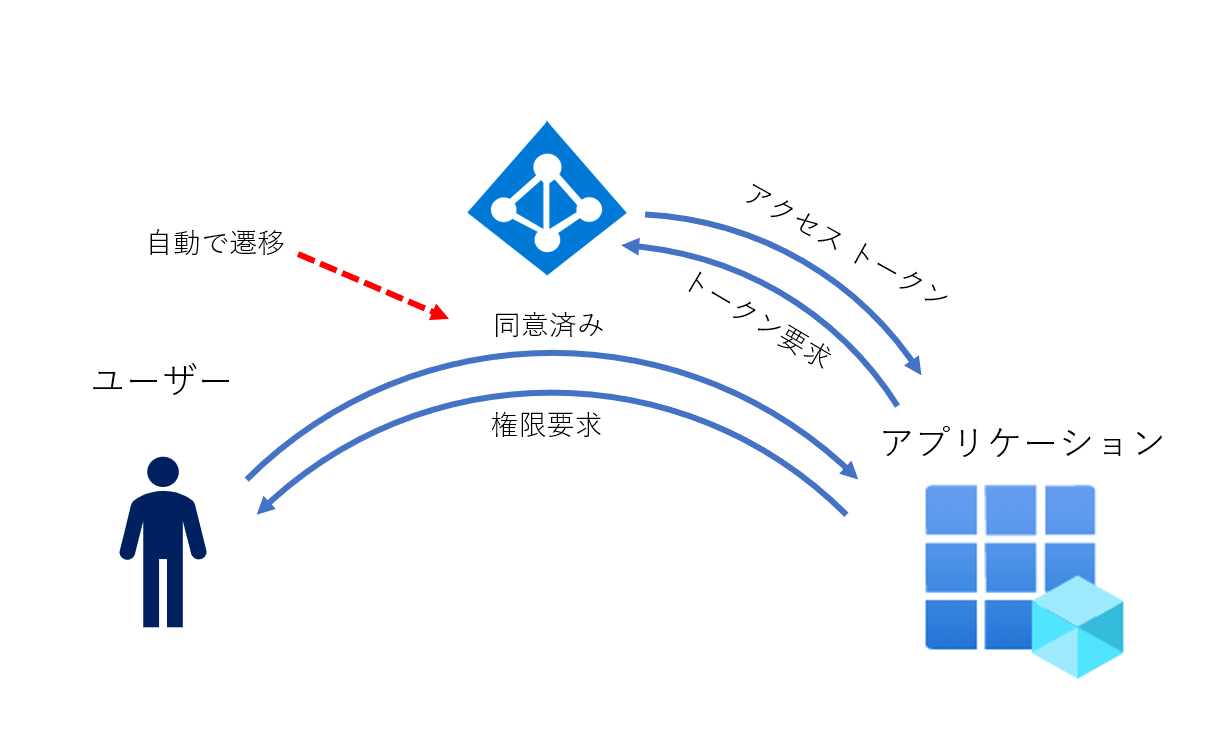 アクセス トークン
自動で遷移
トークン要求
同意済み
ユーザー
権限要求
アプリケーション